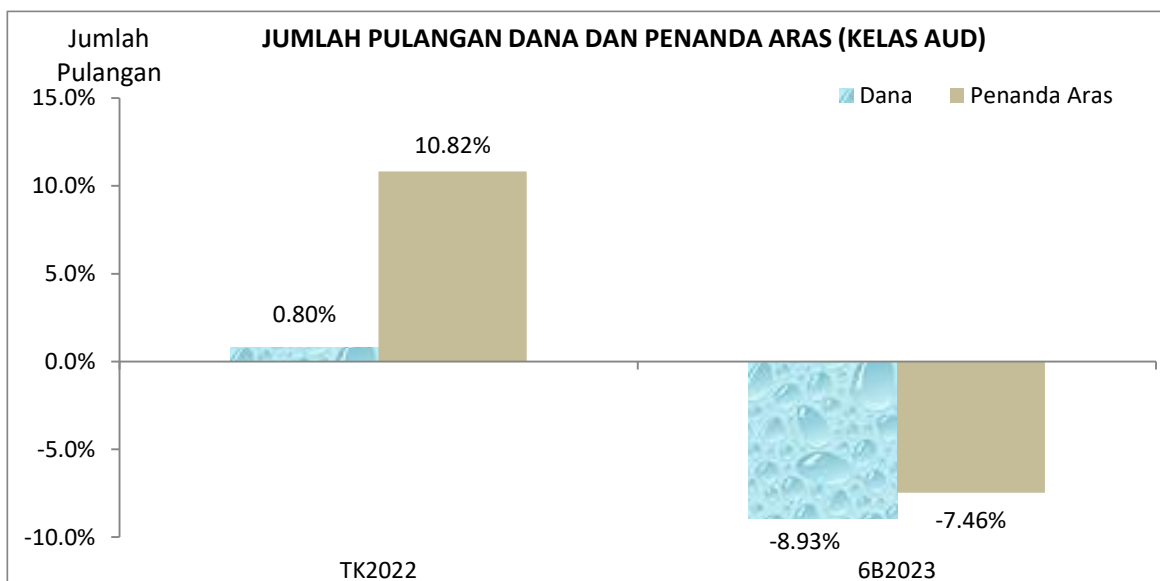 Jumlah
Pulangan
JUMLAH PULANGAN DANA DAN PENANDA ARAS (KELAS AUD)
Dana
Penanda Aras
15.0%
10.0%
5.0%
0.0%
-5.0%
-10.0%
0.80%
10.82%
-8.93%
-7.46%
TK2022
6B2023